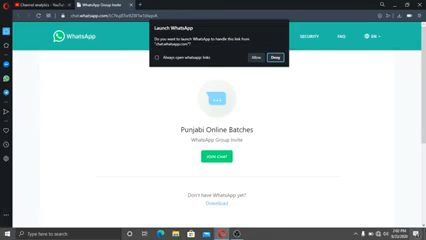 Channel analytics - YouTube
WhatsApp Group Invite
chat.whatsapp.com/
Launch WhatsApp
Do you want to launch WhatsApp to handle this link from
"chat.whatsapp.com"?
Always open whatsapp: links
Allow
Deny
WhatsApp
SECURITY
FAQ
EN
Punjabi Online Batches
WhatsApp Group Invite
JOIN CHAT
Don't have WhatsApp yet?
Download
Type here to search